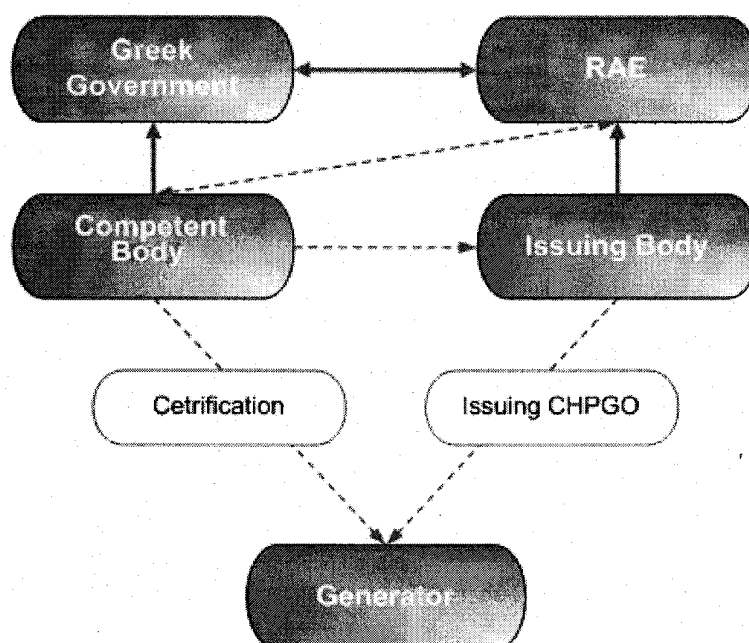 Greek
Government
RAE
Competent
Body
Issuing Body
Cetrification
Issuing CHPGO
Generator